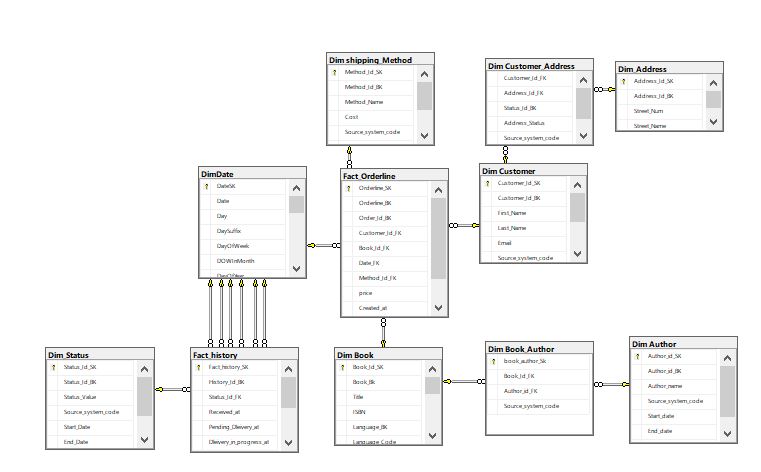 Dim shipping_Method
Method_Id_SK
Method_Id_BK
Method_Name
Cost
Source_system_code
Dim Customer_Address
Customer_Id_FK
Address_Id_FK
Status_Id_BK
Address_Status
Source_system_code
Dim_Address
Address_Id_SK
Address_Id_BK
Street_Num
Street_Name
DimDate
DateSK
Date
Day
DaySuffix
DayOfWeek
DOWInMonth
DayOfYear
Fact_Orderline
Orderline_SK
Orderline_BK
Order_Id_BK
Customer_Id_FK
Book_Id_FK
Date_FK
Method_Id_FK
price
Created_at
Dim Customer
Customer_Id_SK
Customer_Id_BK
First_Name
Last_Name
Email
Source_system_code
Dim_Status
Status_Id_SK
Status_Id_BK
Status_Value
Source_system_code
Start_Date
End_Date
Fact_history
Fact_history_SK
History_Id_BK
Status_Id_FK
Received_at
Pending_Dlevery_at
Dlevery_in_progress_at
Dim Book
Book_Id_SK
Book_Bk
Title
ISBN
Language_BK
Language_Code
Dim Book_Author
book_author_Sk
Book_Id_FK
Author_id_FK
Source_system_code
Dim Author
Author_id_SK
Author_id_BK
Author_name
Source_system_code
Start_date
End_date